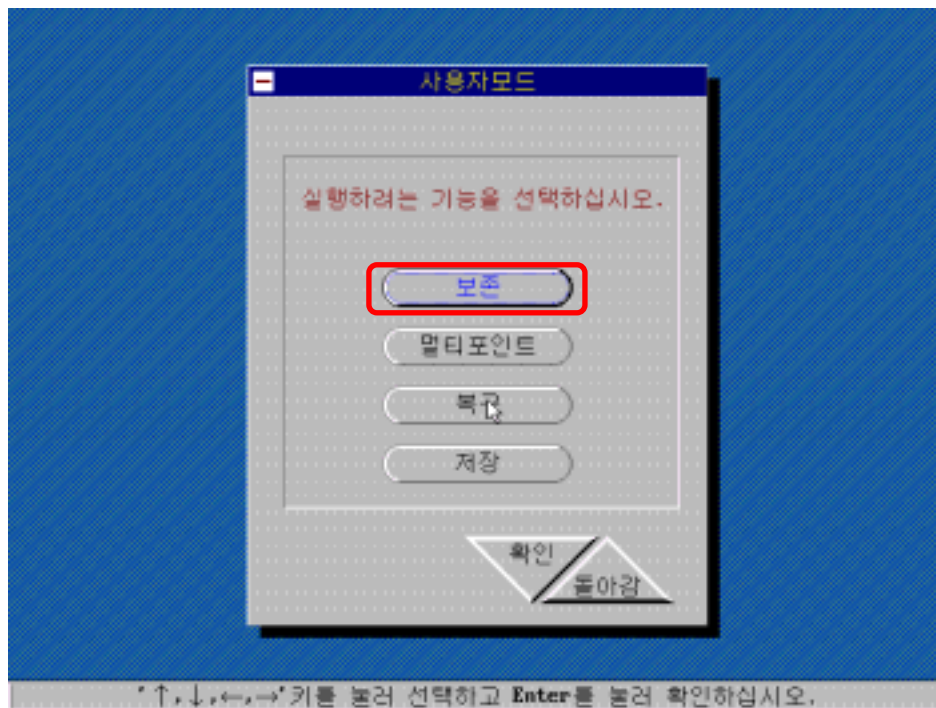 사용자모드
실행하려는 기능을 선택하십시오.
보존
멀티포인트
복구
저장
확인
돌아감
'↑,↓,←,→'키를 눌러 선택하고 Enter를 눌러 확인하십시오.